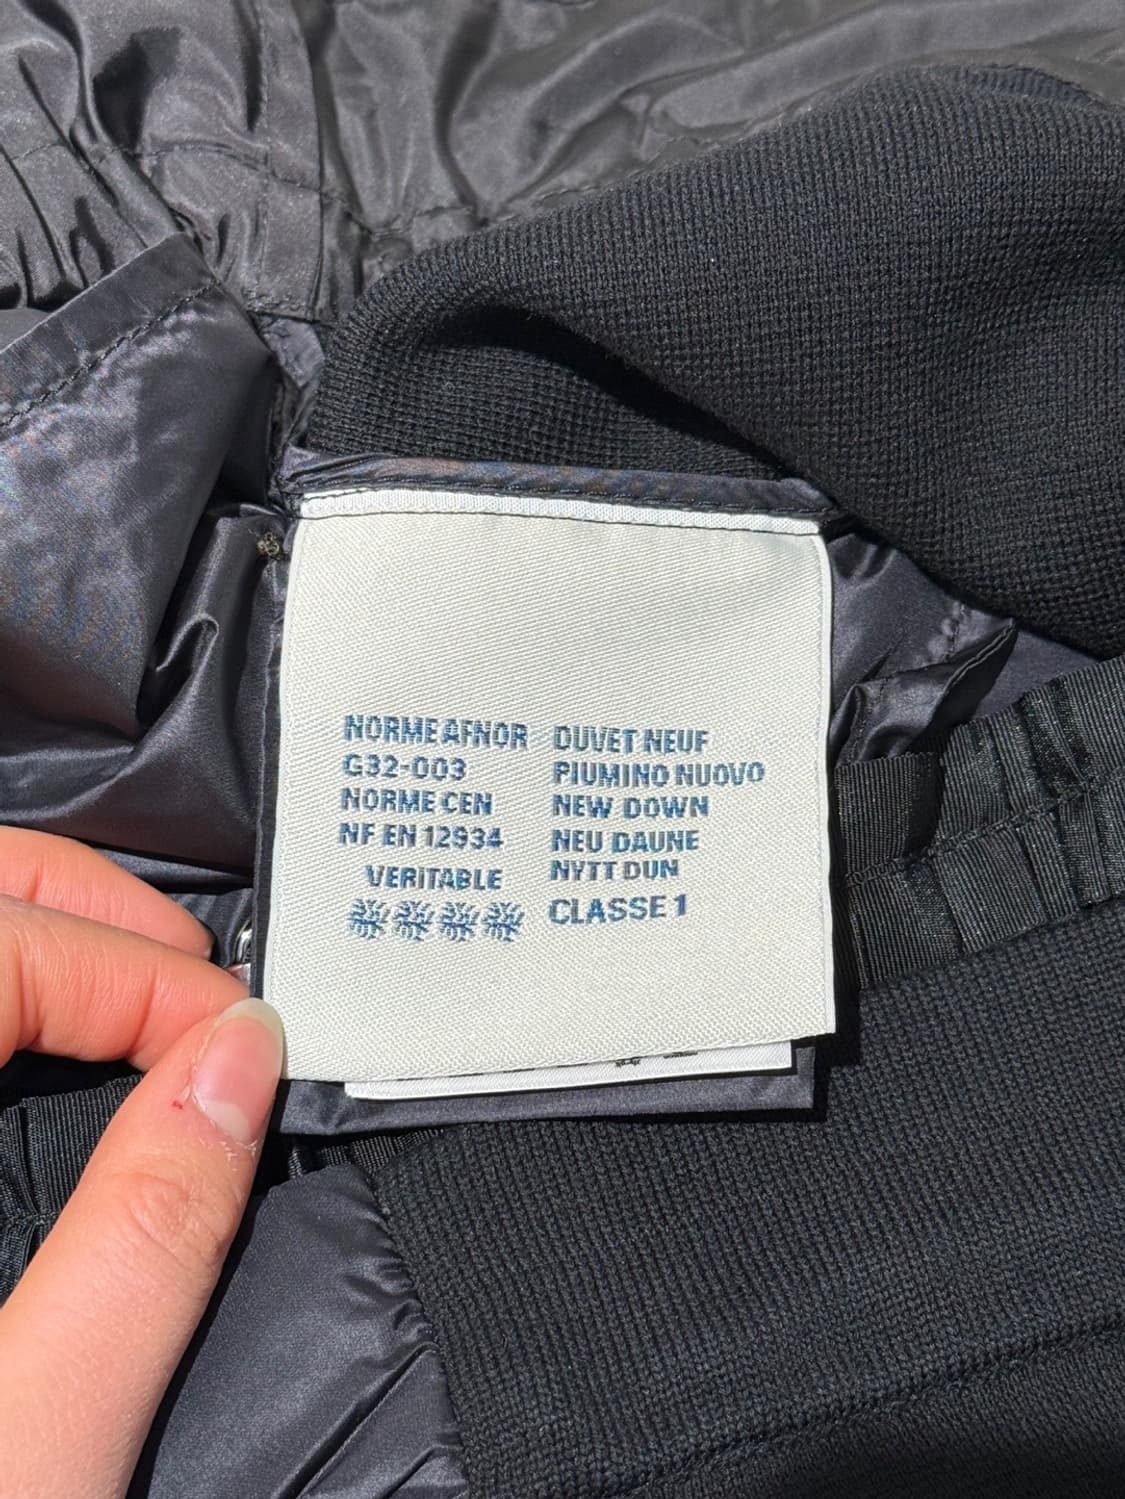 NORME AFNOR
G32-003
NORME CEN
NF EN 12934
VERITABLE
DUVET NEUF
PIUMINO NUOVO
NEW DOWN
NEU DAUNE
NYTT DUN
CLASSE 1